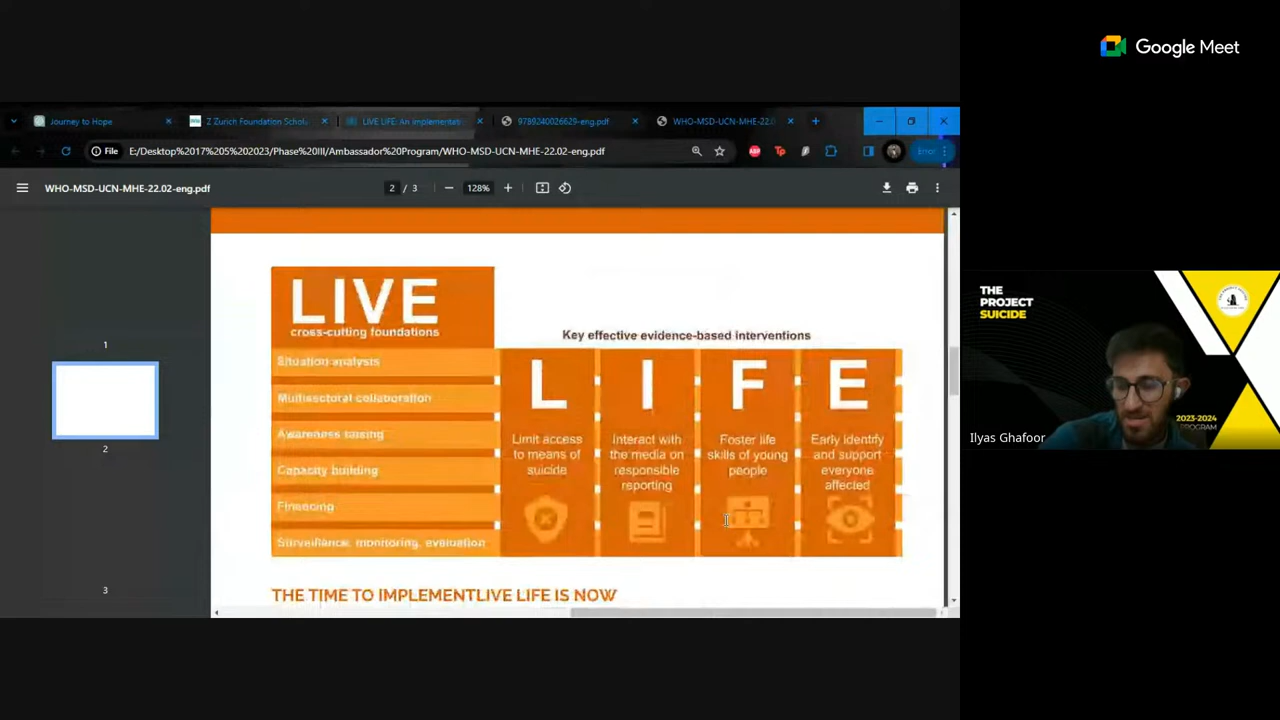 Google Meet
Journey to Hope
Z Zurich Foundation Schola
LIVE LIFE: An implementati
9789240026629-eng.pdf
WHO-MSD-UCN-MHE-22.0
File
E:/Desktop%2017%205%202023/Phase%20III/Ambassador%20Program/WHO-MSD-UCN-MHE-22.02-eng.pdf
ABP
Tp
Error
WHO-MSD-UCN-MHE-22.02-eng.pdf
2 / 3
128%
LIVE
cross-cutting foundations
Situation analysis
Multisectoral collaboration
Awareness raising
Capacity building
Financing
Surveillance, monitoring, evaluation
Key effective evidence-based interventions
L I F E
Limit access
to means of
suicide
Interact with
the media on
responsible
reporting
Foster life
skills of young
people
Early identify
and support
everyone
affected
THE TIME TO IMPLEMENTLIVE LIFE IS NOW
1
2
3
THE
PROJECT
SUICIDE
2023-2024
PROGRAM
Ilyas Ghafoor